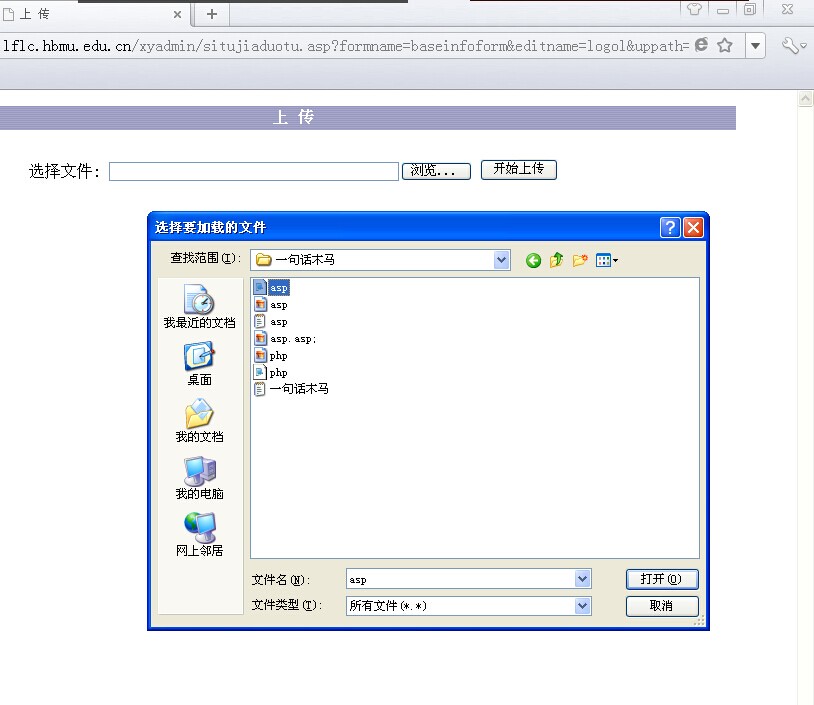 上 传
lflc.hbmu.edu.cn/xyadmin/situjiaduotu.asp?formname=baseinfoform&editname=logol&uppath=
上 传
选择文件:
浏览...
开始上传
选择要加载的文件
查找范围(I):
一句话木马
我最近的文档
桌面
我的文档
我的电脑
网上邻居
asp
asp
asp
asp.asp;
php
php
一句话木马
文件名(N):
asp
打开(O)
文件类型(T):
所有文件(*.*)
取消